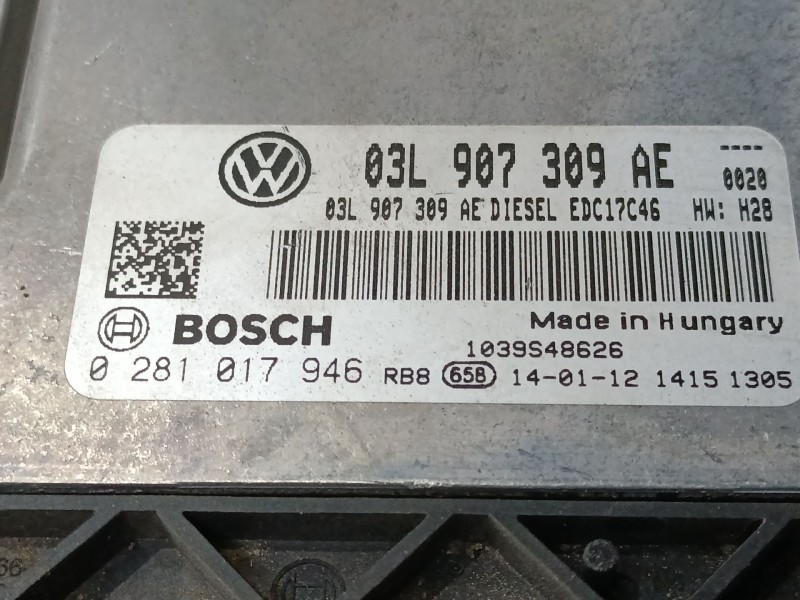 03L 907 309 AE ----
0020
03L 907 309 AE DIESEL EDC17C46 HW: H28
BOSCH
Made in Hungary
1039S48626
0 281 017 946 RB8 658 14-01-12 1415 1305
66